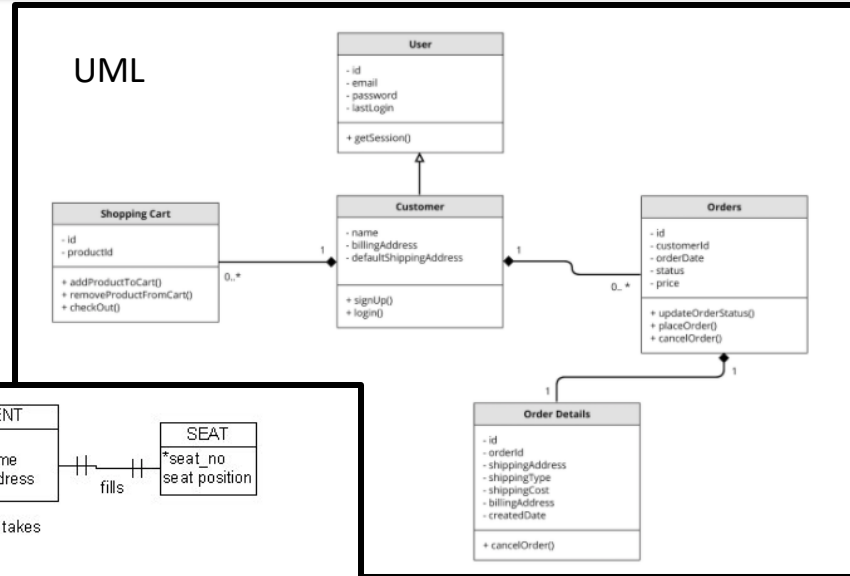 UML
User
- id
- email
- password
- lastLogin
+ getSession()
Shopping Cart
- id
- productId
+ addProductToCart()
+ removeProductFromCart()
+ checkOut()
1
0..*
Customer
- name
- billingAddress
- defaultShippingAddress
+ signUp()
+ login()
1
0.. *
Orders
- id
- customerId
- orderDate
- status
- price
+ updateOrderStatus()
+ placeOrder()
+ cancelOrder()
1
1
Order Details
- id
- orderId
- shippingAddress
- shippingType
- shippingCost
- billingAddress
- createdDate
+ cancelOrder()
fills
SEAT
*seat_no
seat position
takes